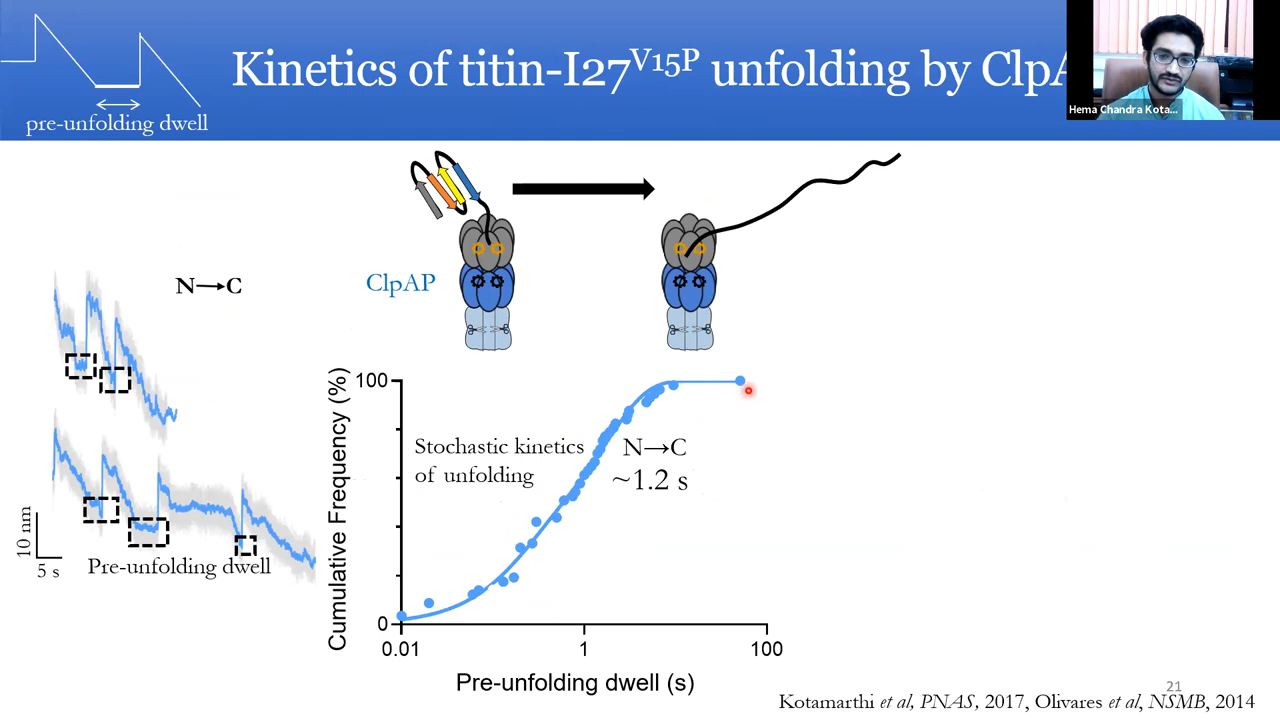 Kinetics of titin-I27V15P unfolding by ClpA
pre-unfolding dwell
Hema Chandra Kota...
N→C
ClpAP
10 nm
5 s
Pre-unfolding dwell
Cumulative Frequency (%)
100
0
Stochastic kinetics
of unfolding
N→C
~1.2 s
0.01
1
100
Pre-unfolding dwell (s)
21
Kotamarthi et al, PNAS, 2017, Olivares et al, NSMB, 2014